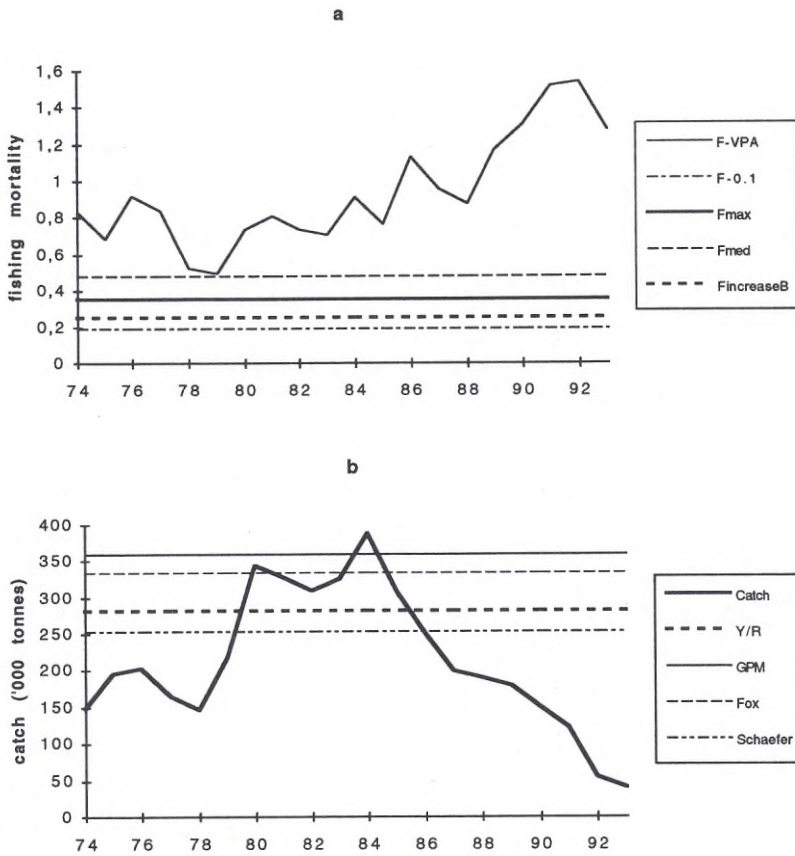 a
fishing mortality
1,6
1,4
1,2
1
0,8
0,6
0,4
0,2
0
74 76 78 80 82 84 86 88 90 92
F-VPA
F-0.1
Fmax
Fmed
FincreaseB
b
catch ('000 tonnes)
400
350
300
250
200
150
100
50
0
74 76 78 80 82 84 86 88 90 92
Catch
Y/R
GPM
Fox
Schaefer